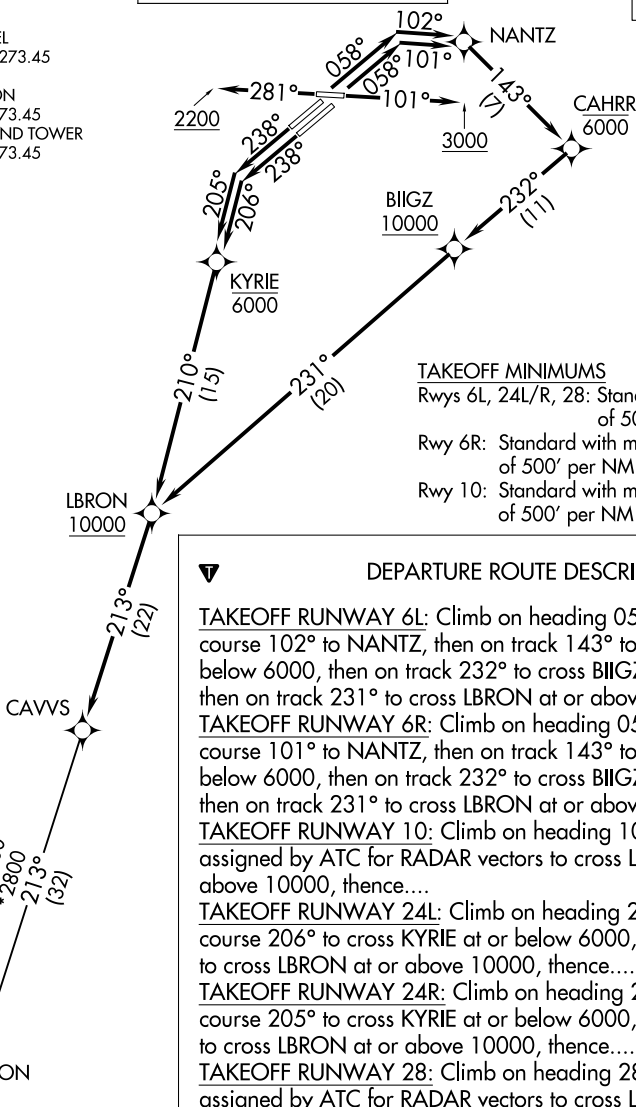 273.45
73.45
ND TOWER
73.45
102°
NANTZ
058°
058°
101°
281°
101°
143°
(7)
2200
3000
CAHRR
6000
238°
238°
232°
(11)
205°
206°
BIIGZ
10000
KYRIE
6000
210°
(15)
231°
(20)
TAKEOFF MINIMUMS
Rwys 6L, 24L/R, 28: Stand
of 50
Rwy 6R: Standard with m
of 500' per NM
Rwy 10: Standard with m
of 500' per NM
LBRON
10000
213°
(22)
CAVVS
*2800
213°
(32)
ON
T
DEPARTURE ROUTE DESCRI
TAKEOFF RUNWAY 6L: Climb on heading 05
course 102° to NANTZ, then on track 143° to
below 6000, then on track 232° to cross BIIGZ
then on track 231° to cross LBRON at or abov
TAKEOFF RUNWAY 6R: Climb on heading 05
course 101° to NANTZ, then on track 143° to
below 6000, then on track 232° to cross BIIGZ
then on track 231° to cross LBRON at or abov
TAKEOFF RUNWAY 10: Climb on heading 10
assigned by ATC for RADAR vectors to cross L
above 10000, thence....
TAKEOFF RUNWAY 24L: Climb on heading 2
course 206° to cross KYRIE at or below 6000,
to cross LBRON at or above 10000, thence....
TAKEOFF RUNWAY 24R: Climb on heading 2
course 205° to cross KYRIE at or below 6000,
to cross LBRON at or above 10000, thence....
TAKEOFF RUNWAY 28: Climb on heading 28
assigned by ATC for RADAR vectors to cross L